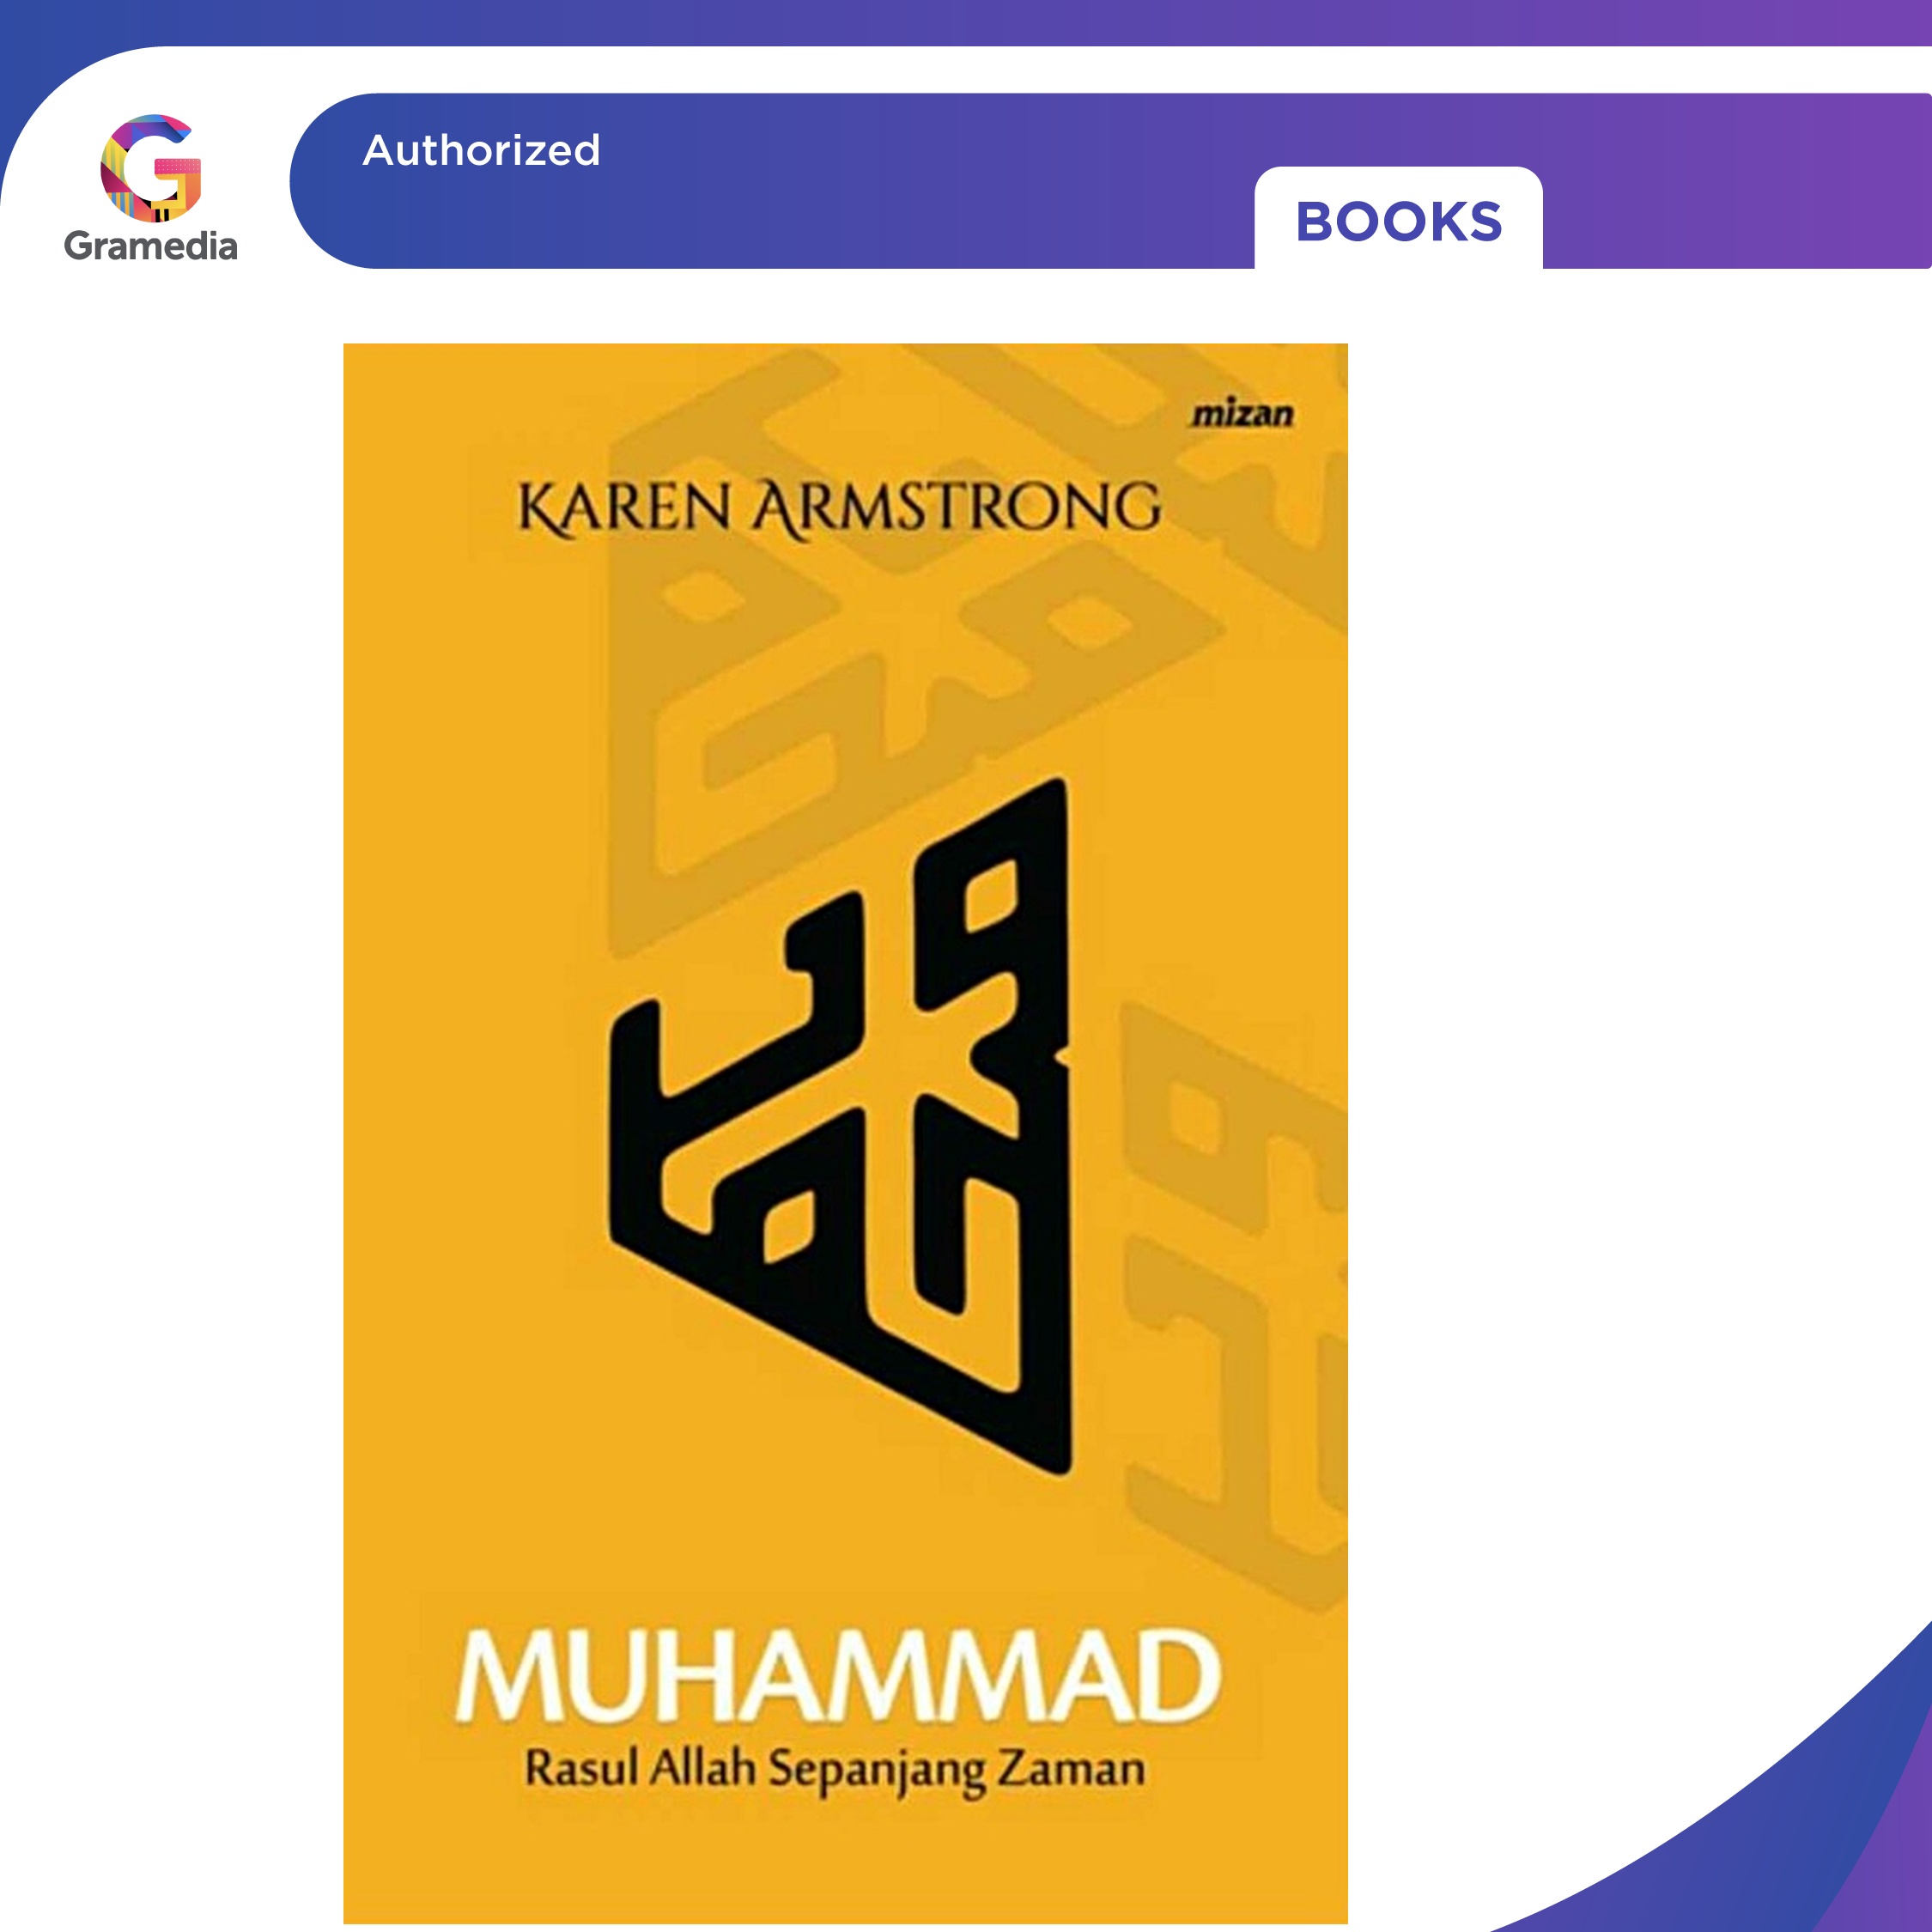 Authorized
BOOKS
Gramedia
mizan
KAREN ARMSTRONG
MUHAMMAD
Rasul Allah Sepanjang Zaman